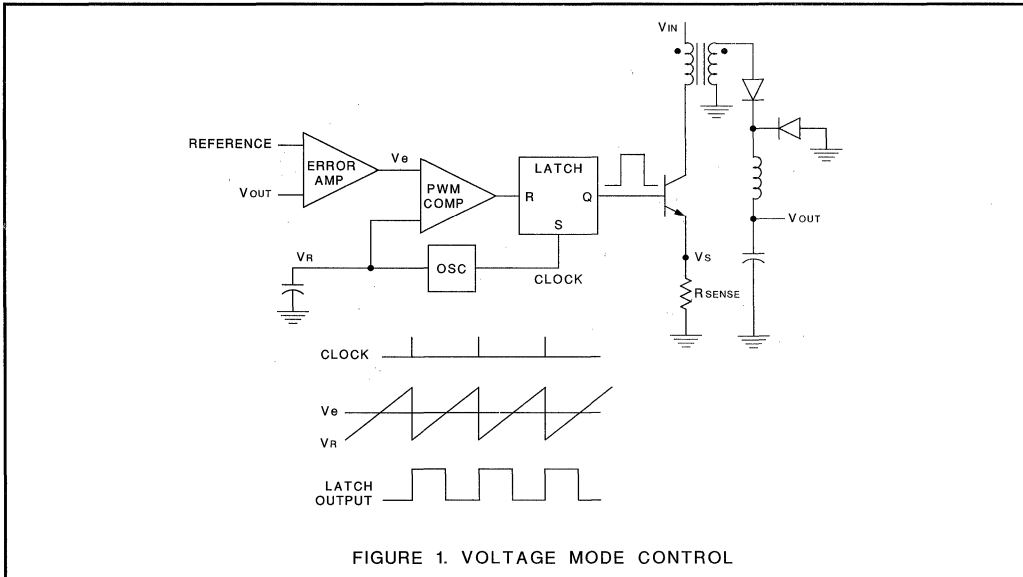 VIN
REFERENCE
ERROR
AMP
VOUT
Ve
PWM
COMP
LATCH
R
Q
S
VR
OSC
CLOCK
VS
RSENSE
VOUT
CLOCK
Ve
VR
LATCH
OUTPUT
FIGURE 1. VOLTAGE MODE CONTROL